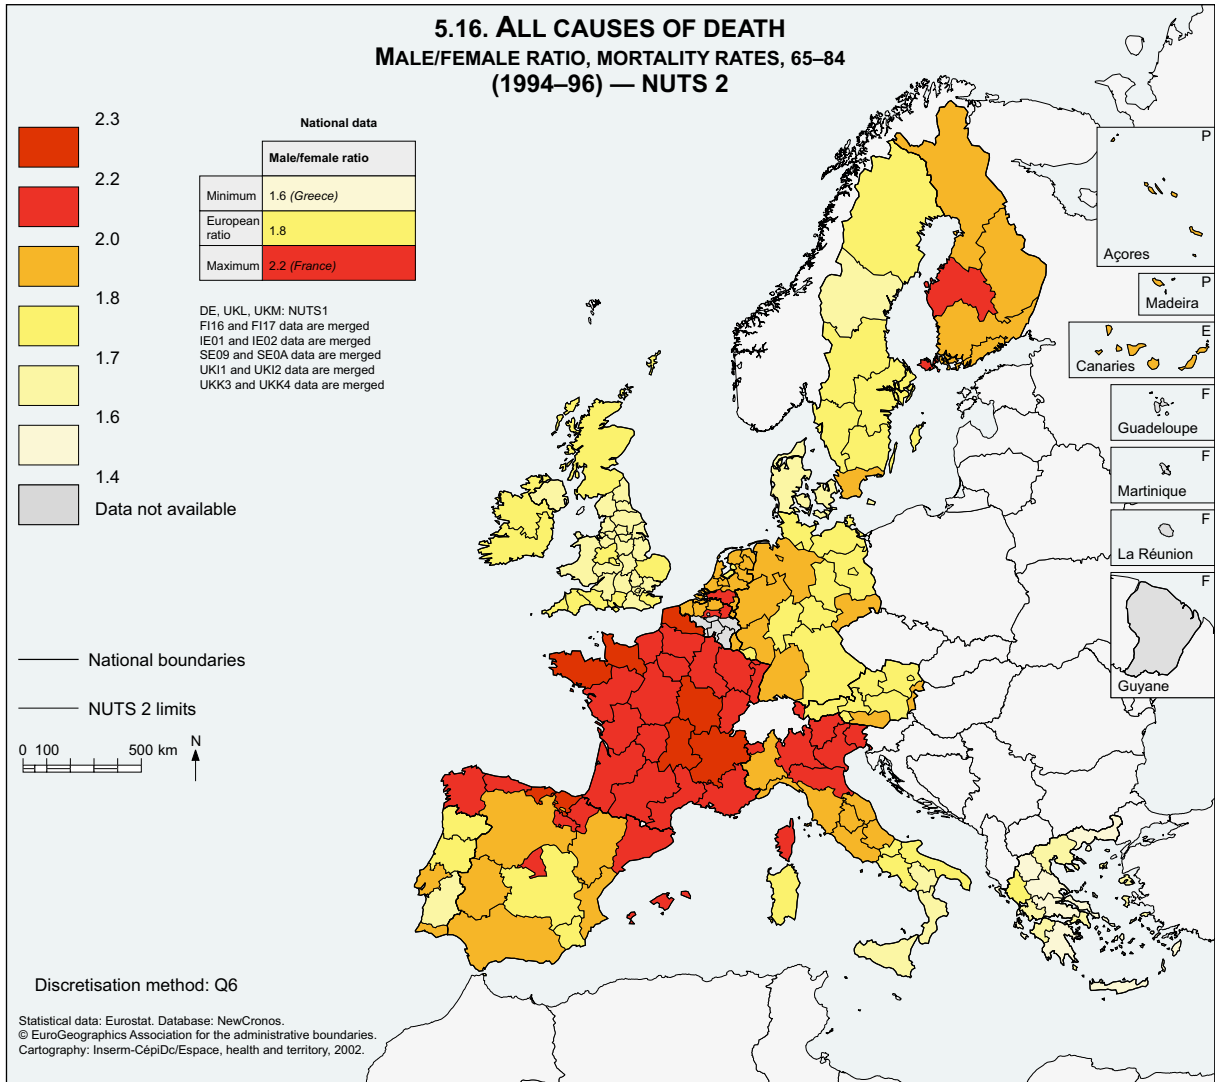 5.16. ALL CAUSES OF DEATH
MALE/FEMALE RATIO, MORTALITY RATES, 65–84
(1994–96) — NUTS 2
2.3
2.2
2.0
1.8
1.7
1.6
1.4
Data not available
National data
Male/female ratio
Minimum 1.6 (Greece)
European ratio 1.8
Maximum 2.2 (France)
DE, UKL, UKM: NUTS1
FI16 and FI17 data are merged
IE01 and IE02 data are merged
SE09 and SE0A data are merged
UKI1 and UKI2 data are merged
UKK3 and UKK4 data are merged
P
Açores
P
Madeira
E
Canaries
F
Guadeloupe
F
Martinique
F
La Réunion
F
Guyane
National boundaries
NUTS 2 limits
0 100 500 km
N
Discretisation method: Q6
Statistical data: Eurostat. Database: NewCronos.
© EuroGeographics Association for the administrative boundaries.
Cartography: Inserm-CépiDc/Espace, health and territory, 2002.